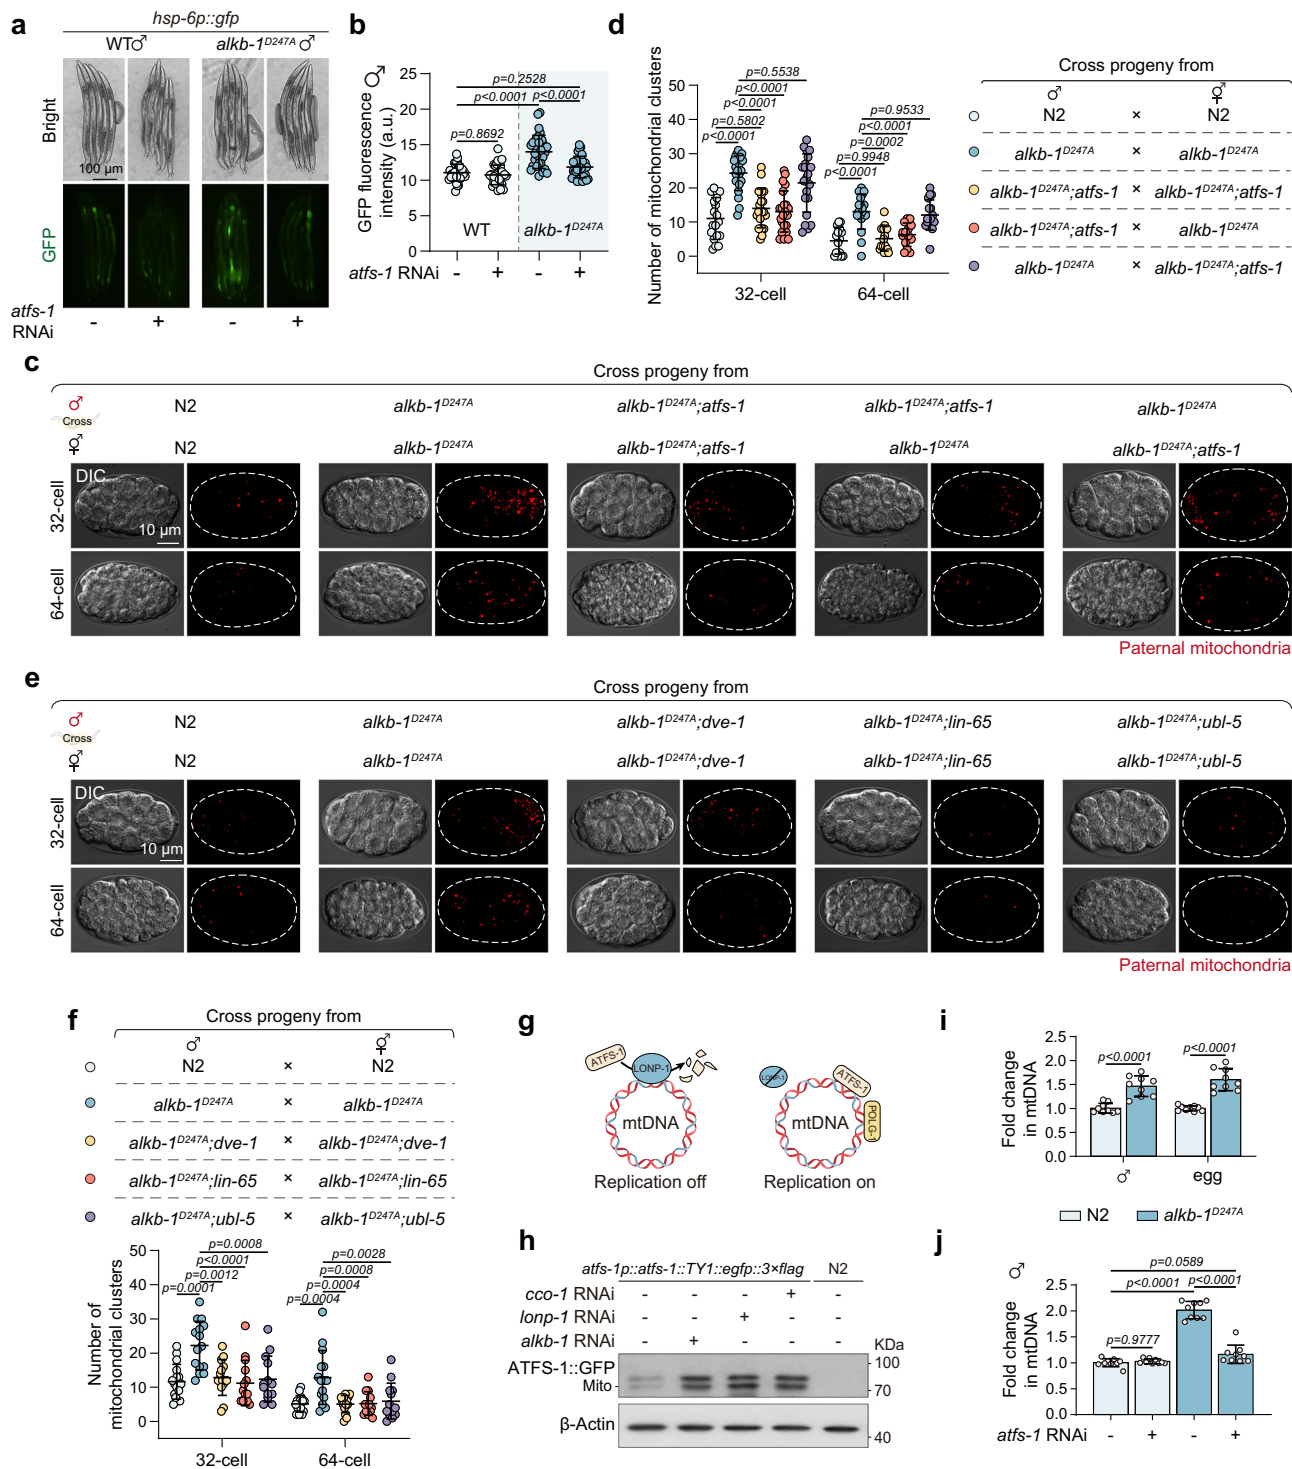 a
hsp-6p::gfp
WT♂ alkb-1D247A ♂
Bright
100 µm
GFP
atfs-1 RNAi - + - +
b
♂
GFP fluorescence intensity (a.u.)
25
20
15
10
5
0
p=0.2528
p<0.0001 p<0.0001
p=0.8692
WT alkb-1D247A
atfs-1 RNAi - + - +
d
Number of mitochondrial clusters
50
40
30
20
10
0
p=0.5538
p<0.0001
p<0.0001
p=0.5802
p<0.0001
p=0.9533
p<0.0001
p=0.0002
p=0.9948
p<0.0001
32-cell 64-cell
Cross progeny from
♂ ⚥
N2 × N2
alkb-1D247A × alkb-1D247A
alkb-1D247A;atfs-1 × alkb-1D247A;atfs-1
alkb-1D247A;atfs-1 × alkb-1D247A
alkb-1D247A × alkb-1D247A;atfs-1
c
Cross progeny from
♂ N2 alkb-1D247A alkb-1D247A;atfs-1 alkb-1D247A;atfs-1 alkb-1D247A
Cross
⚥ N2 alkb-1D247A alkb-1D247A;atfs-1 alkb-1D247A alkb-1D247A;atfs-1
DIC
32-cell
10 µm
64-cell
Paternal mitochondria
e
Cross progeny from
♂ N2 alkb-1D247A alkb-1D247A;dve-1 alkb-1D247A;lin-65 alkb-1D247A;ubl-5
Cross
⚥ N2 alkb-1D247A alkb-1D247A;dve-1 alkb-1D247A;lin-65 alkb-1D247A;ubl-5
DIC
32-cell
10 µm
64-cell
Paternal mitochondria
f
Cross progeny from
♂ ⚥
N2 × N2
alkb-1D247A × alkb-1D247A
alkb-1D247A;dve-1 × alkb-1D247A;dve-1
alkb-1D247A;lin-65 × alkb-1D247A;lin-65
alkb-1D247A;ubl-5 × alkb-1D247A;ubl-5
Number of mitochondrial clusters
50
40
30
20
10
0
p=0.0008
p<0.0001
p=0.0012
p=0.0001
p=0.0028
p=0.0008
p=0.0004
p=0.0004
32-cell 64-cell
g
ATFS-1 LONP-1
mtDNA
Replication off
LONP-1 ATFS-1
POLG-1
mtDNA
Replication on
h
atfs-1p::atfs-1::TY1::egfp::3×flag N2
cco-1 RNAi - - - + -
lonp-1 RNAi - - + - -
alkb-1 RNAi - + - - -
KDa
ATFS-1::GFP
Mito
100
70
β-Actin
40
i
Fold change in mtDNA
2.5
2.0
1.5
1.0
0.5
0.0
p<0.0001 p<0.0001
♂ egg
N2 alkb-1D247A
j
♂
Fold change in mtDNA
3
2
1
0
p=0.0589
p<0.0001 p<0.0001
p=0.9777
atfs-1 RNAi - + - +